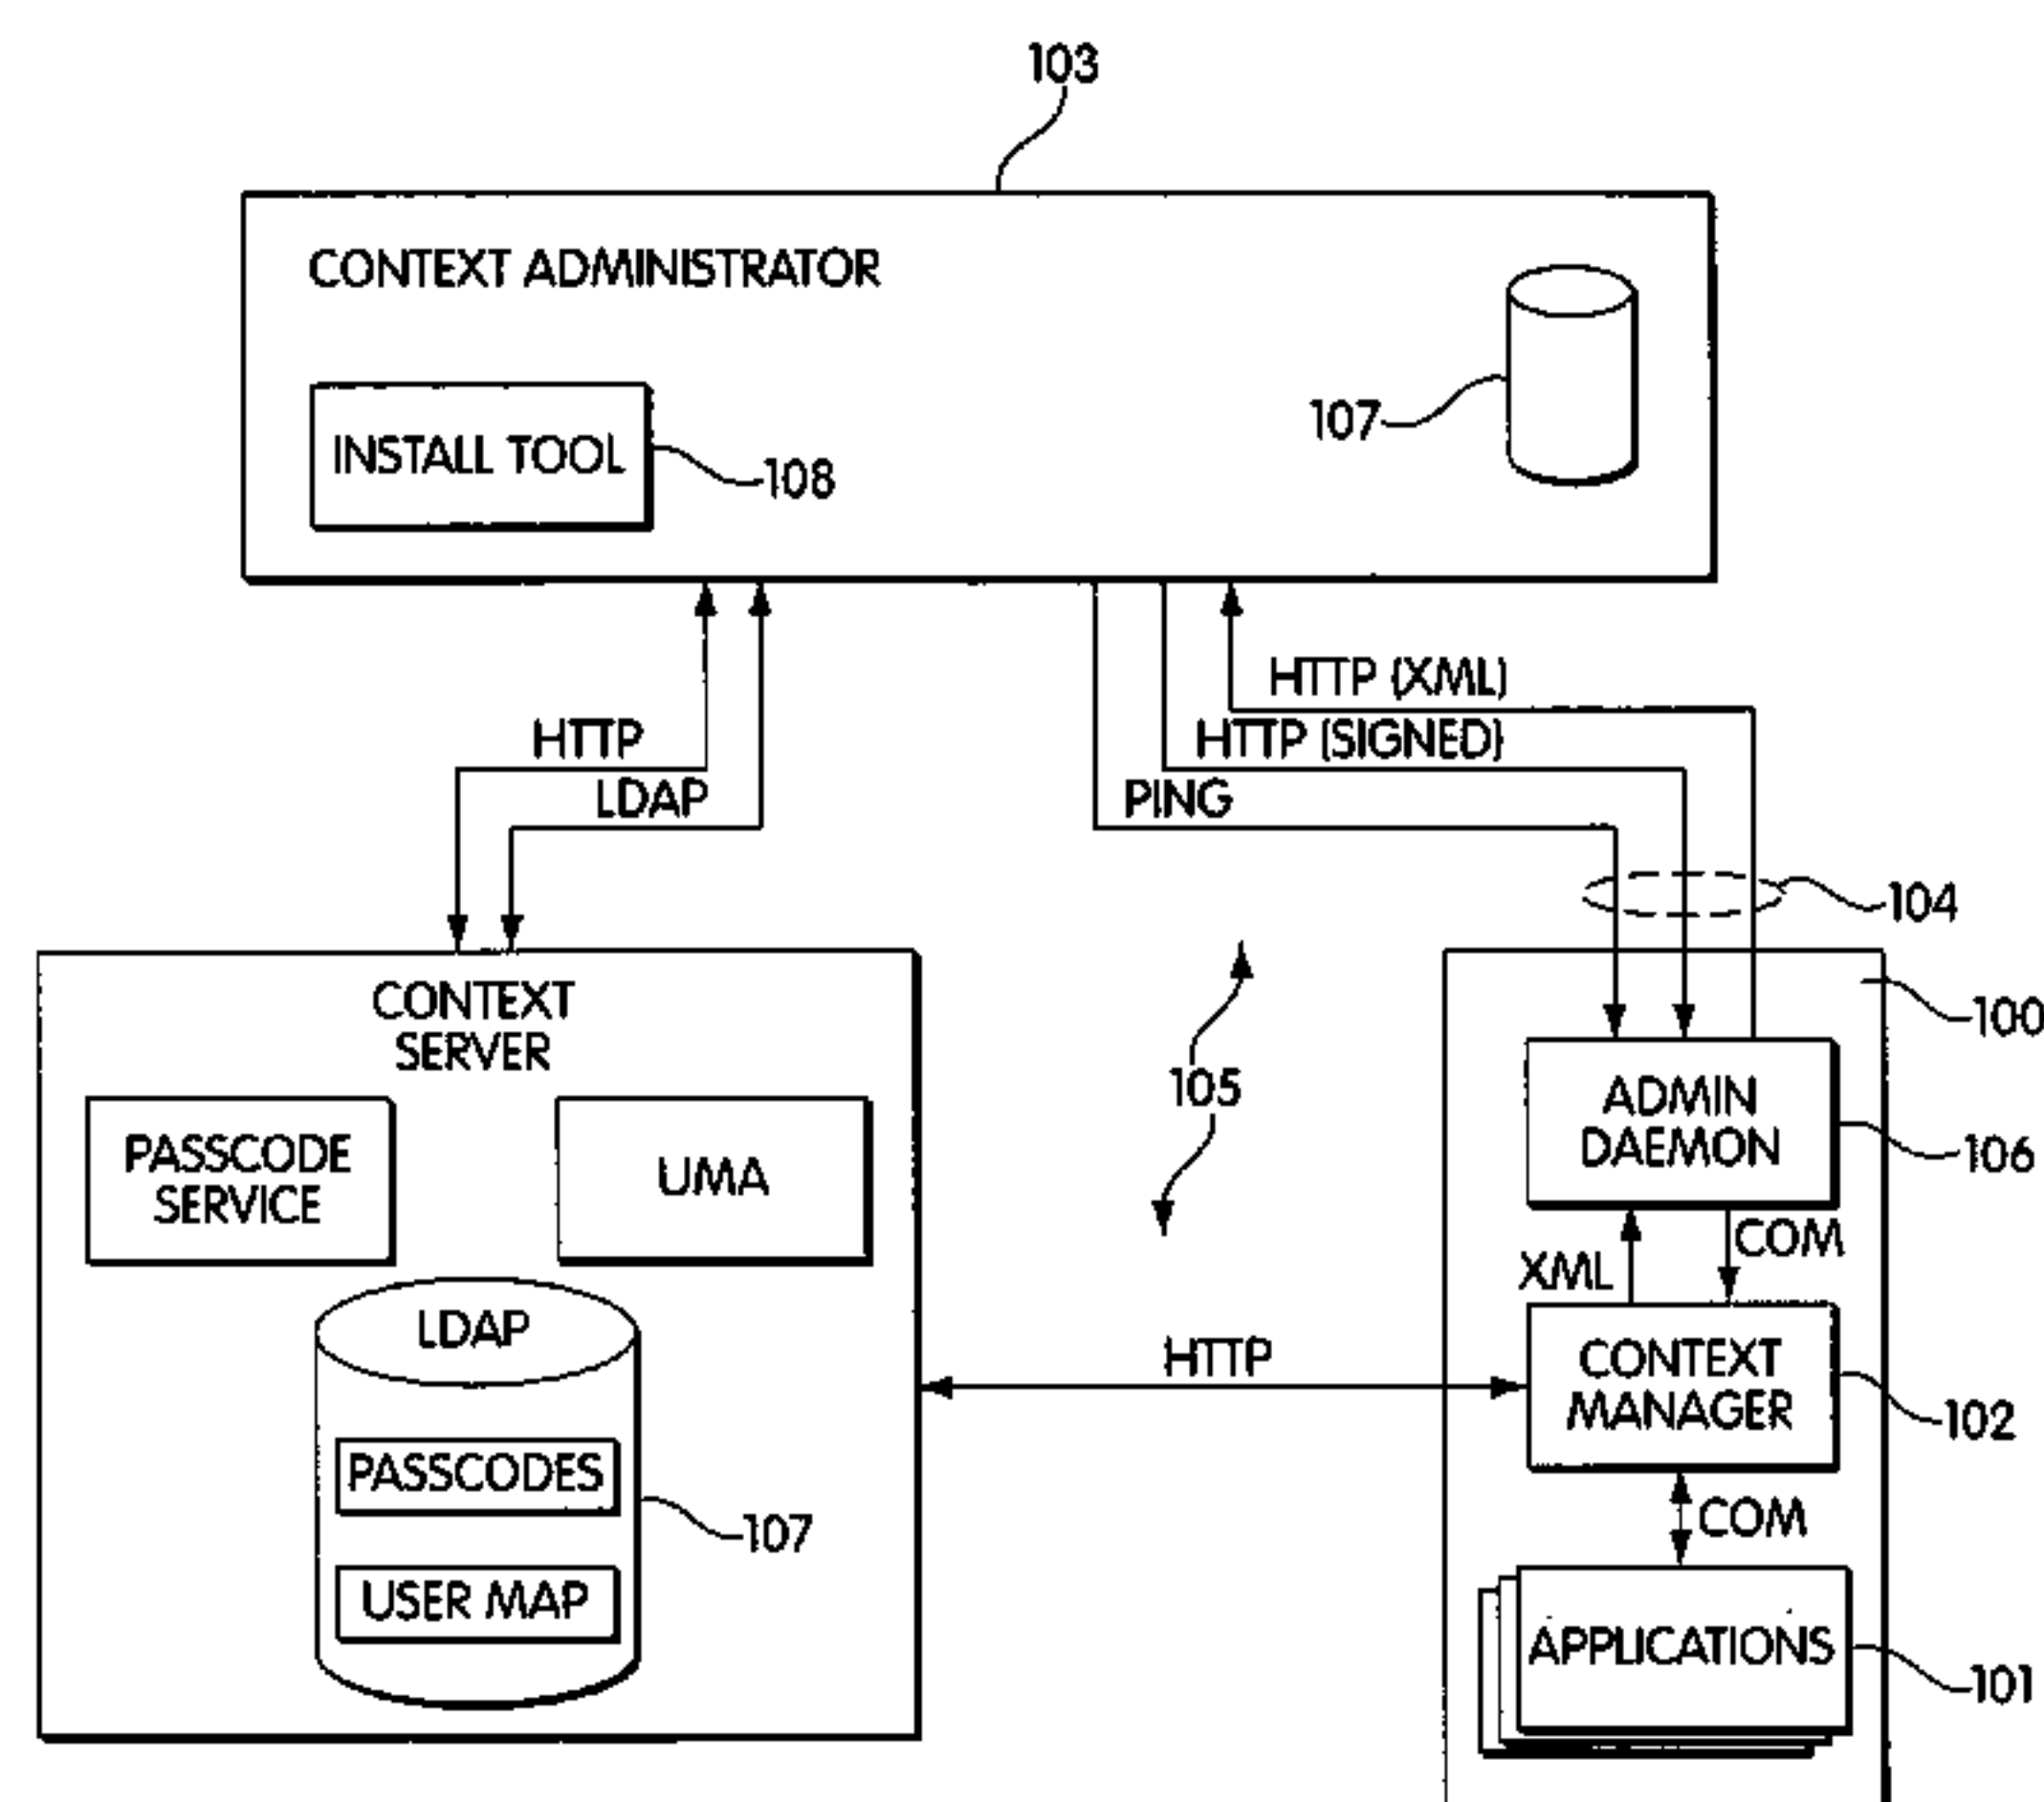 103
CONTEXT ADMINISTRATOR
107
INSTALL TOOL
108
HTTP (XML)
HTTP
HTTP (SIGNED)
LDAP
PING
104
CONTEXT
SERVER
100
105
ADMIN
DAEMON
106
PASSCODE
SERVICE
UMA
XML
COM
LDAP
HTTP
CONTEXT
MANAGER
102
PASSCODES
107
COM
USER MAP
APPLICATIONS
101